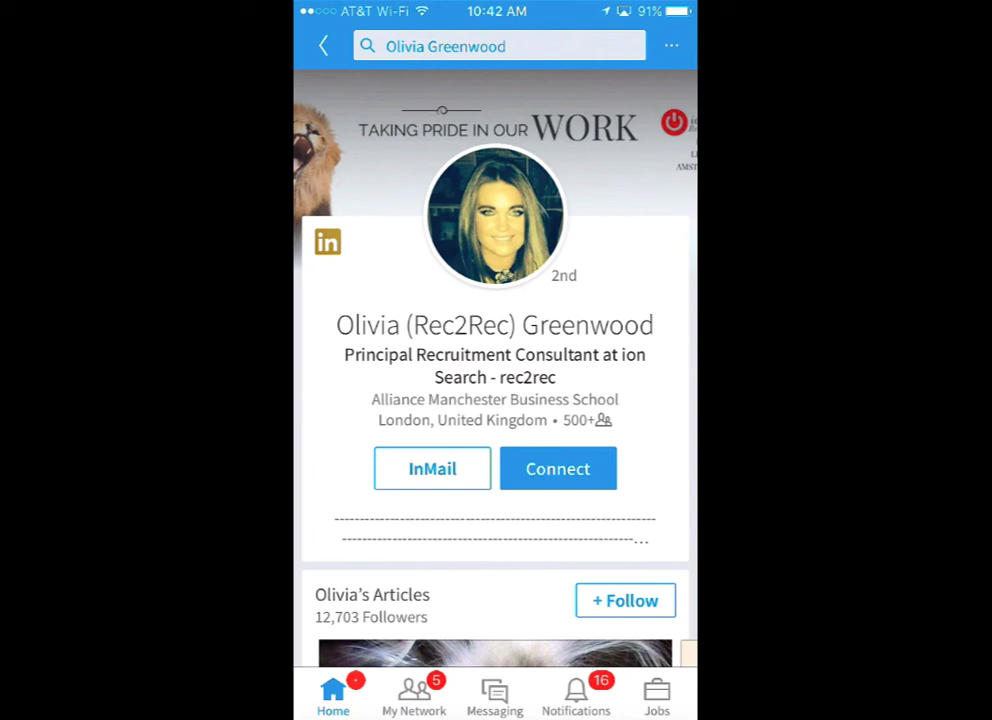 AT&T Wi-Fi 10:42 AM 91%
Olivia Greenwood
TAKING PRIDE IN OUR WORK
in
2nd
Olivia (Rec2Rec) Greenwood
Principal Recruitment Consultant at ion
Search - rec2rec
Alliance Manchester Business School
London, United Kingdom • 500+
InMail Connect
--------------------------------------------------------------
--------------------------------------------------------...
Olivia's Articles
+ Follow
12,703 Followers
5 16
Home My Network Messaging Notifications Jobs